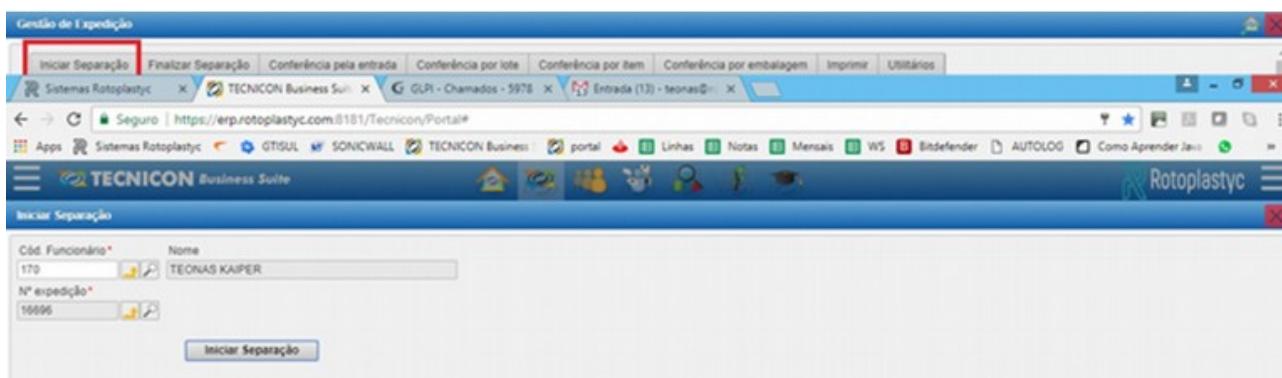 Gestão de Expedição
Iniciar Separação Finalizar Separação Conferência pela entrada Conferência por lote Conferência por item Conferência por embalagem Imprimir Utilitários
Sistemas Rotoplastyc TECNICON Business Sui GLPI - Chamados - 5978 Entrada (13) - teonas@
Seguro https://erp.rotoplastyc.com:8181/Tecnicon/Portal#
Apps Sistemas Rotoplastyc GTISUL SONICWALL TECNICON Business portal Linhas Notas Mensais WS Bitdefender AUTOLOG Como Aprender Java
TECNICON Business Suite Rotoplastyc
Iniciar Separação
Cód. Funcionário* Nome
170 TEONAS KAIPER
Nº expedição*
16696
Iniciar Separação